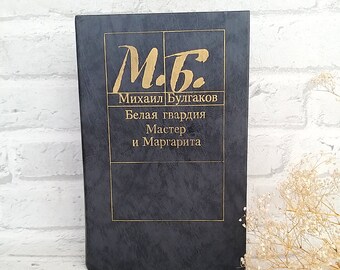 М.Б.
Михаил Булгаков
Белая гвардия
Мастер
и Маргарита